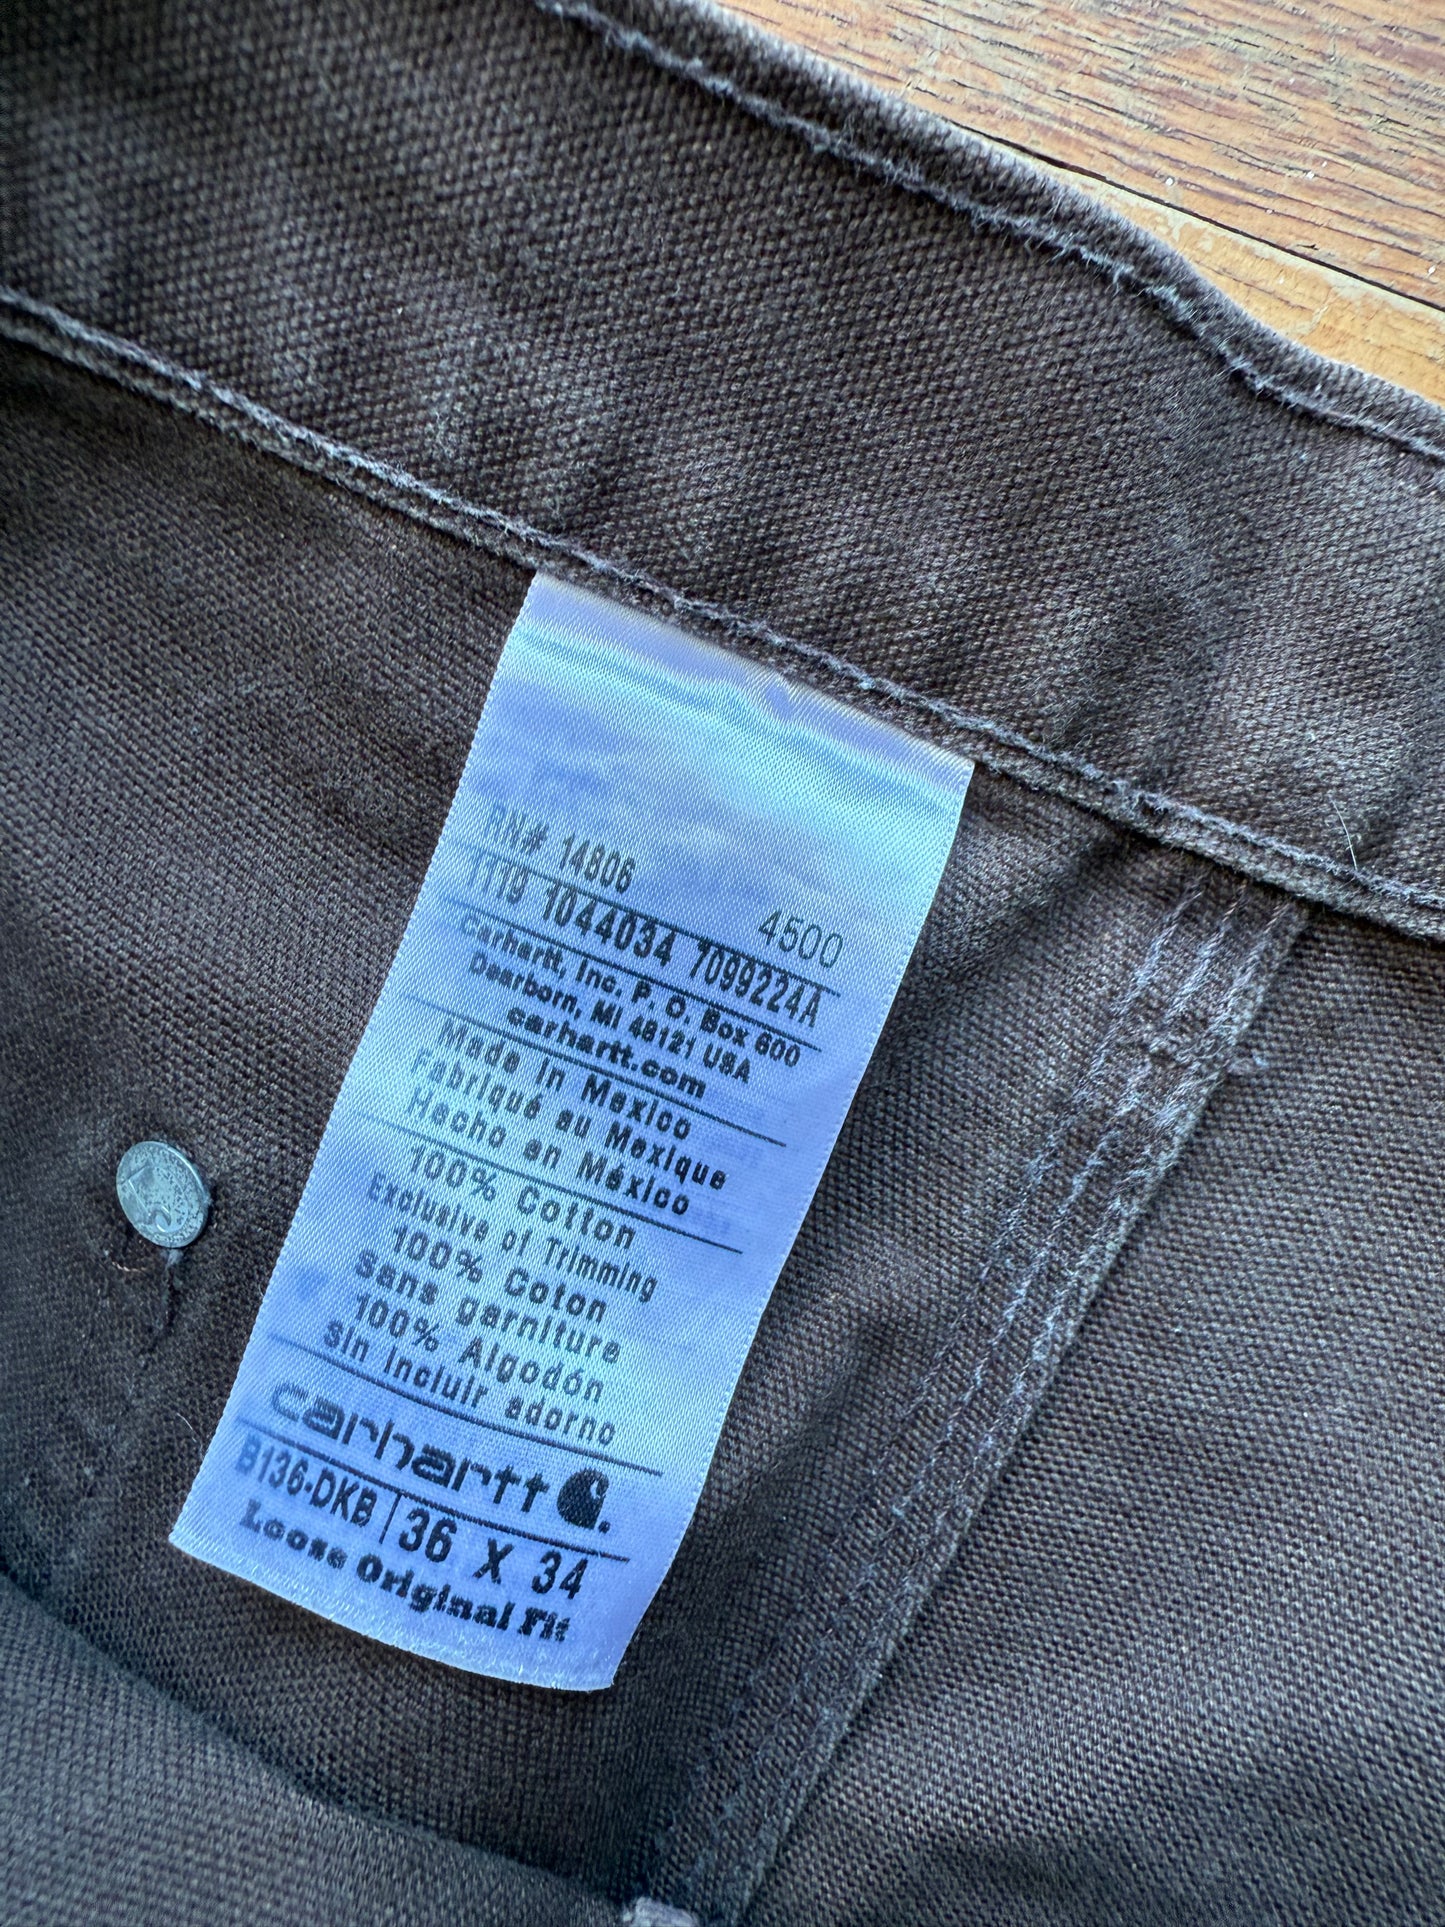 RN# 14806
4500
1119 1044034 7099224A
Carhartt, Inc. P. O. Box 600
Dearborn, MI 48121 USA
carhartt.com
Made in Mexico
Fabriqué au Mexique
Hecho en México
100% Cotton
Exclusive of Trimming
100% Coton
Sans garniture
100% Algodón
Sin incluir adorno
carhartt
B136-DKB | 36 X 34
Loose Original Fit